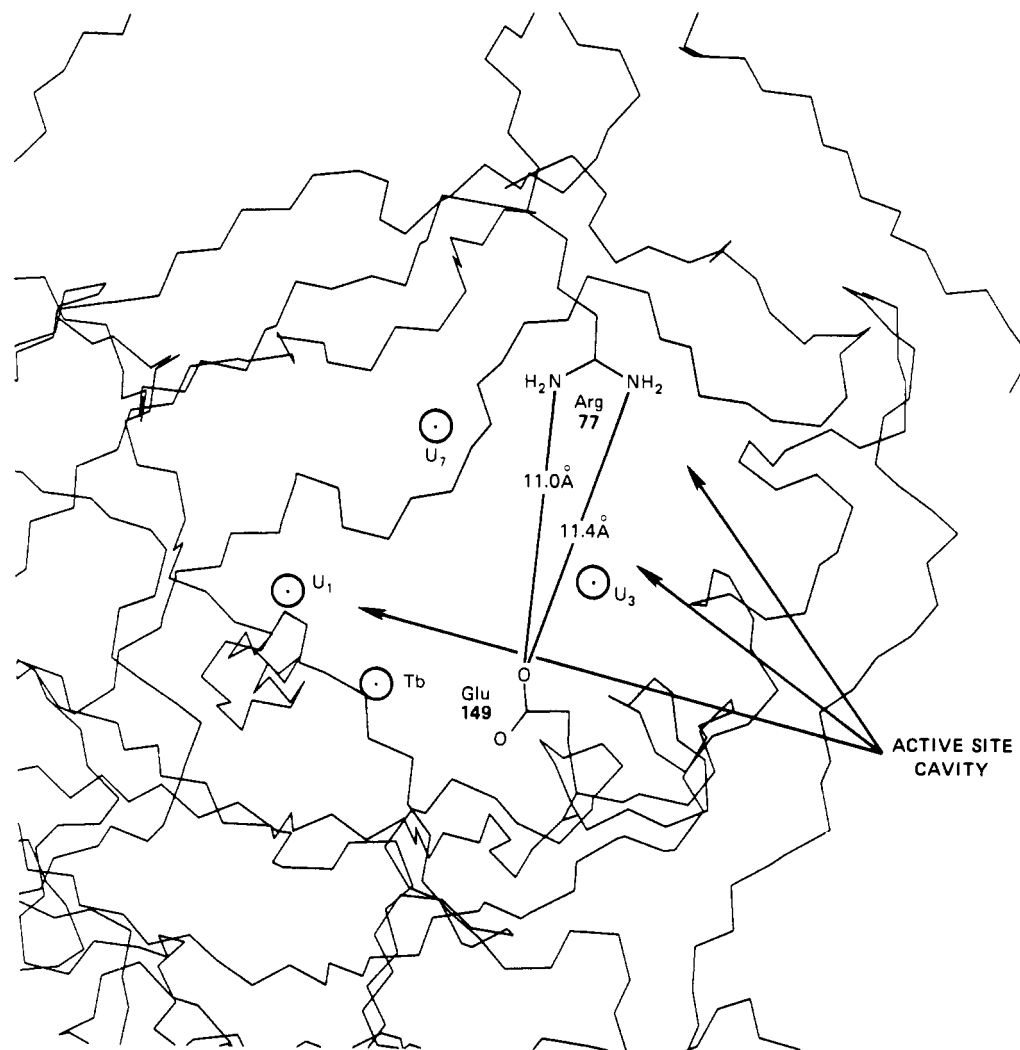 H₂N NH₂
Arg
77
U₇
11.0Å
11.4Å
U₁
U₃
O
Tb
Glu
149
O
ACTIVE SITE
CAVITY